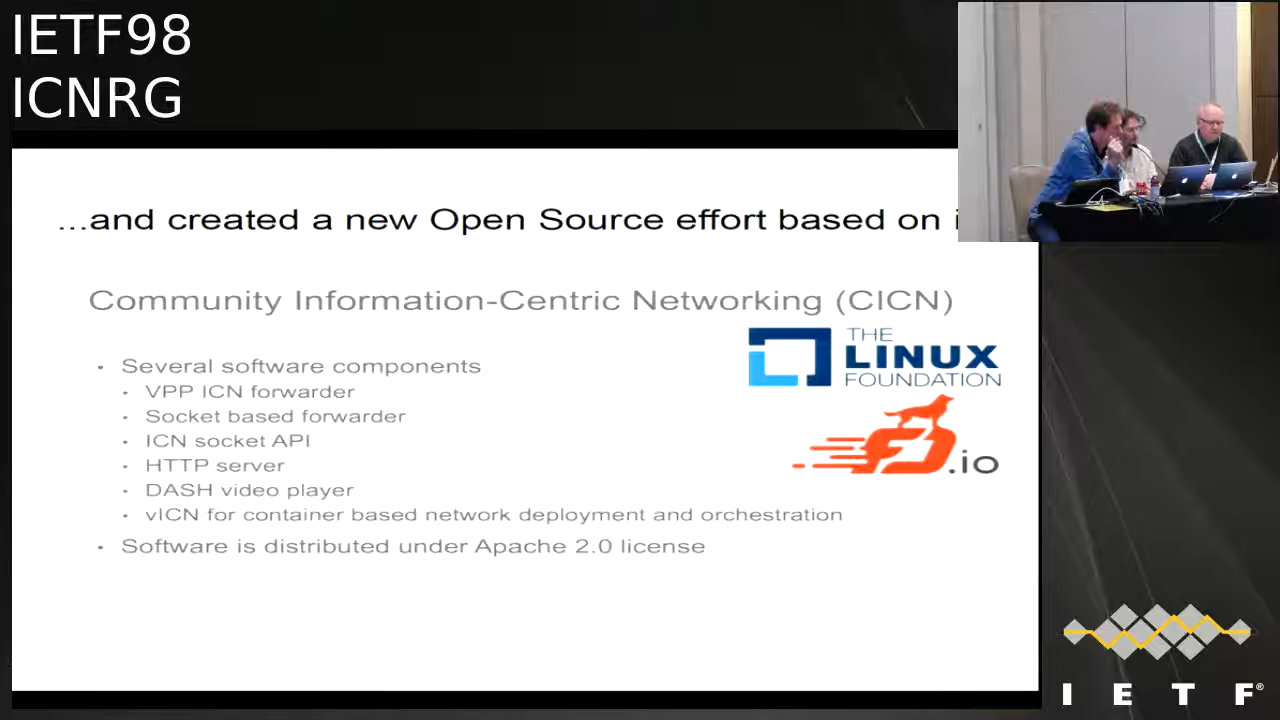 IETF98
ICNRG
...and created a new Open Source effort based on
Community Information-Centric Networking (CICN)
THE
LINUX
FOUNDATION
• Several software components
• VPP ICN forwarder
• Socket based forwarder
• ICN socket API
• HTTP server
• DASH video player
• vICN for container based network deployment and orchestration
• Software is distributed under Apache 2.0 license
FD.io
I E T F®